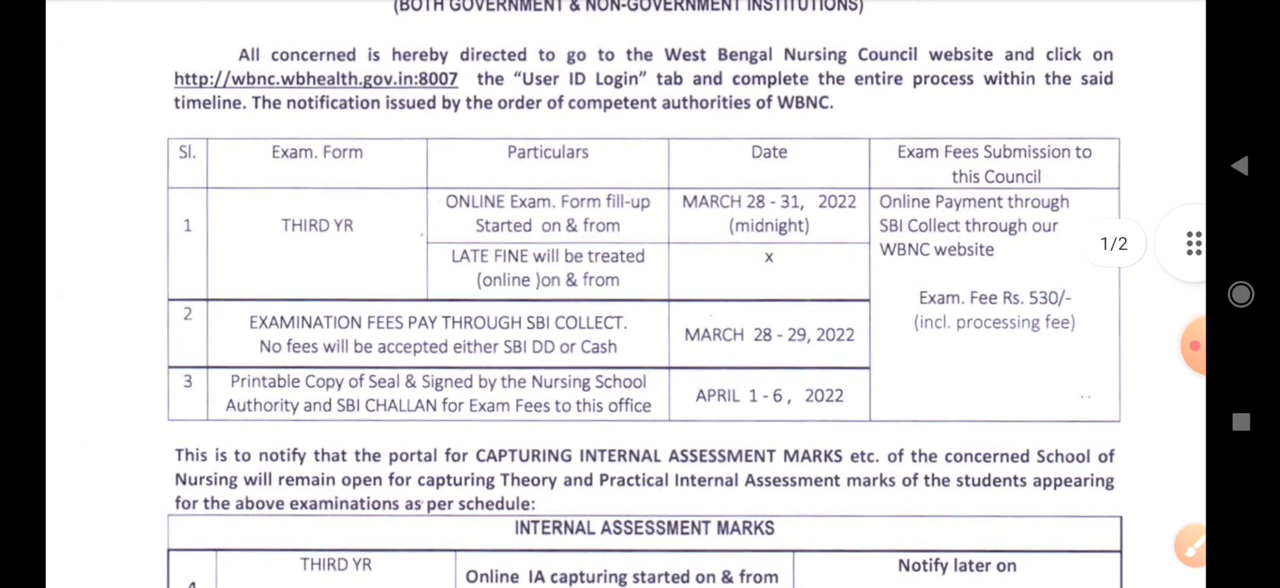 (BOTH GOVERNMENT & NON-GOVERNMENT INSTITUTIONS)
All concerned is hereby directed to go to the West Bengal Nursing Council website and click on
http://wbnc.wbhealth.gov.in:8007 the “User ID Login” tab and complete the entire process within the said
timeline. The notification issued by the order of competent authorities of WBNC.
Sl.
Exam. Form
Particulars
Date
Exam Fees Submission to
this Council
1
THIRD YR
ONLINE Exam. Form fill-up
Started on & from
MARCH 28 - 31, 2022
(midnight)
Online Payment through
SBI Collect through our
WBNC website
LATE FINE will be treated
(online )on & from
x
Exam. Fee Rs. 530/-
(incl. processing fee)
2
EXAMINATION FEES PAY THROUGH SBI COLLECT.
No fees will be accepted either SBI DD or Cash
MARCH 28 - 29, 2022
3
Printable Copy of Seal & Signed by the Nursing School
Authority and SBI CHALLAN for Exam Fees to this office
APRIL 1 - 6, 2022
1/2
This is to notify that the portal for CAPTURING INTERNAL ASSESSMENT MARKS etc. of the concerned School of
Nursing will remain open for capturing Theory and Practical Internal Assessment marks of the students appearing
for the above examinations as per schedule:
INTERNAL ASSESSMENT MARKS
4
THIRD YR
Online IA capturing started on & from
Notify later on